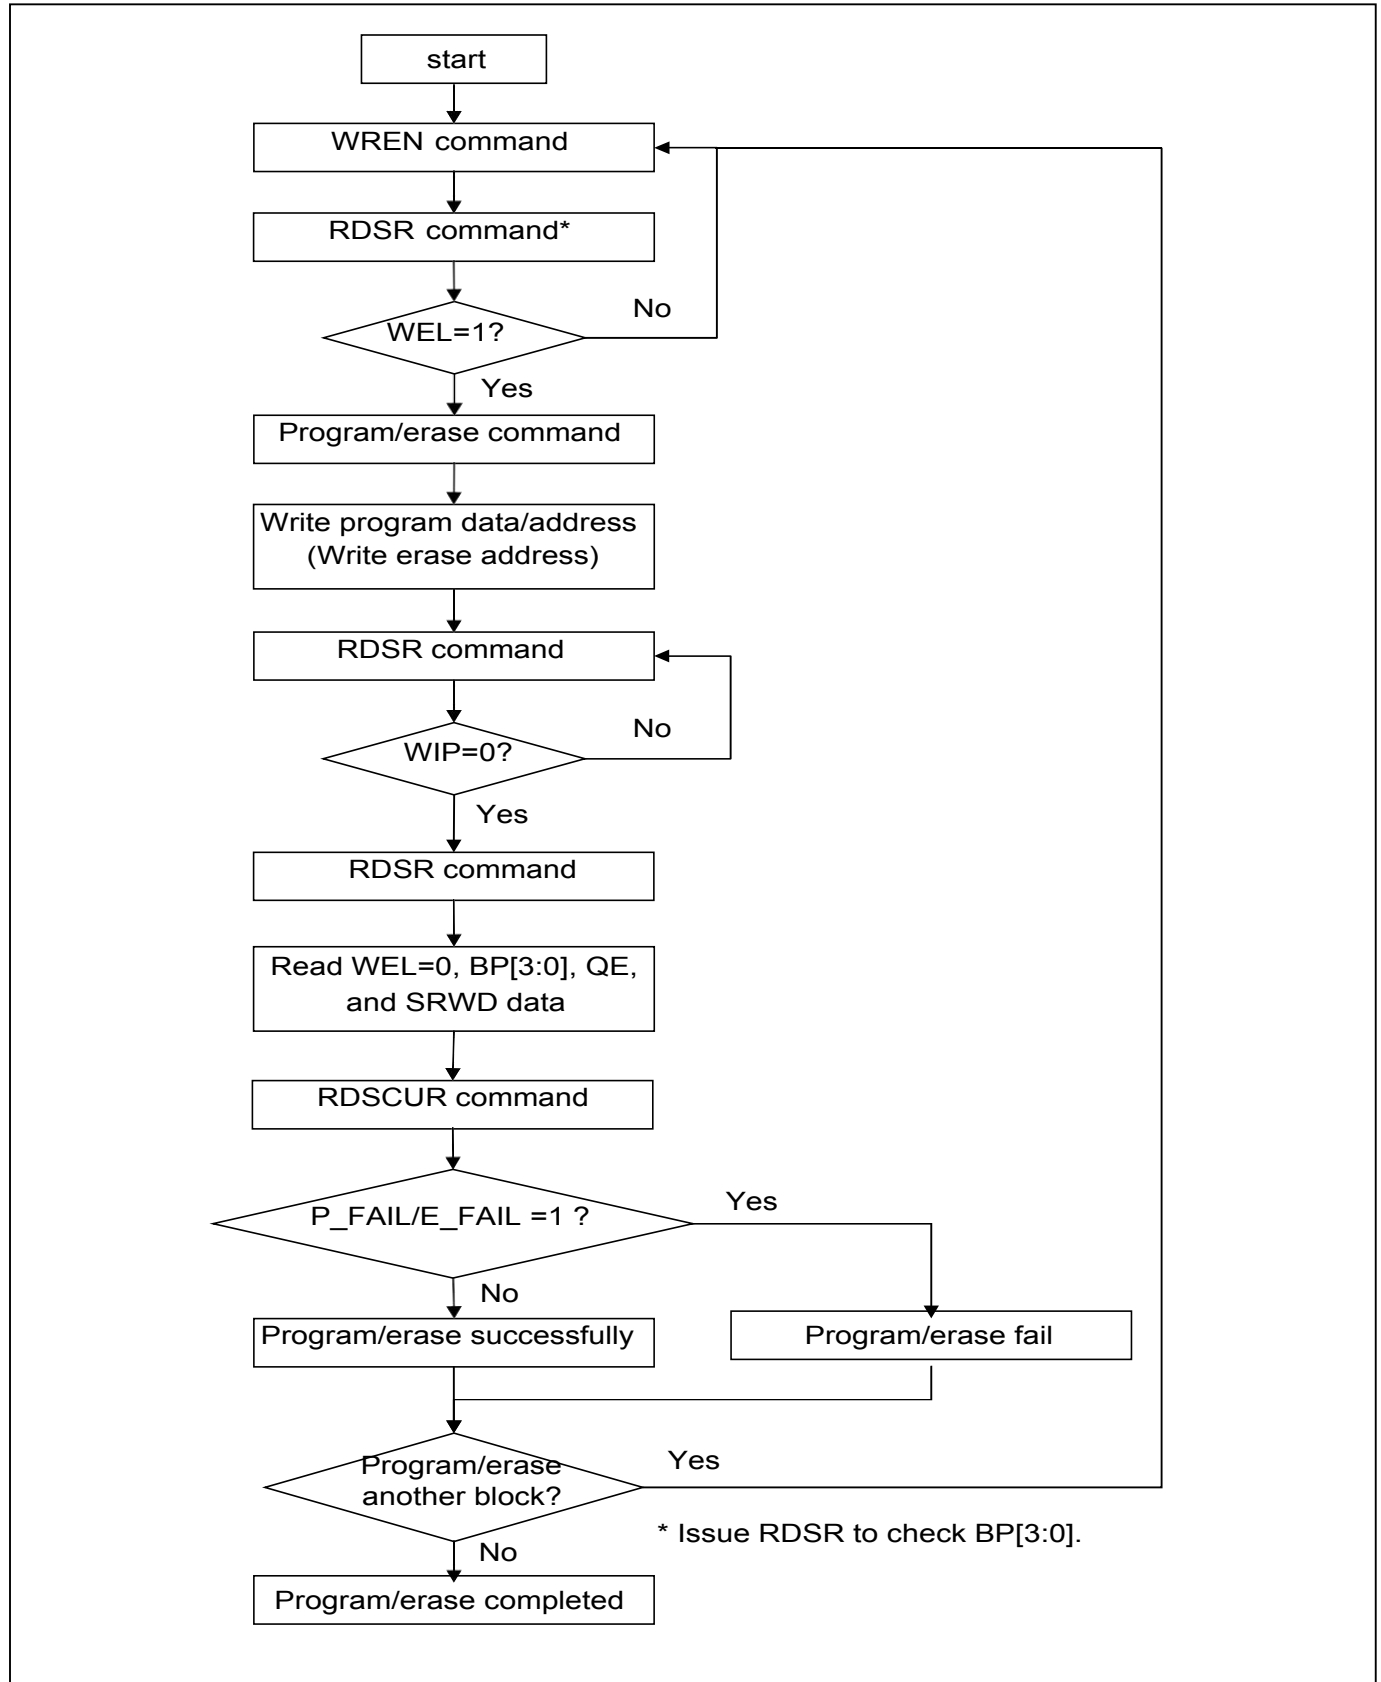 start
WREN command
RDSR command*
No
WEL=1?
Yes
Program/erase command
Write program data/address
(Write erase address)
RDSR command
No
WIP=0?
Yes
RDSR command
Read WEL=0, BP[3:0], QE,
and SRWD data
RDSCUR command
Yes
P_FAIL/E_FAIL =1 ?
No
Program/erase successfully
Program/erase fail
Program/erase
another block?
Yes
* Issue RDSR to check BP[3:0].
No
Program/erase completed